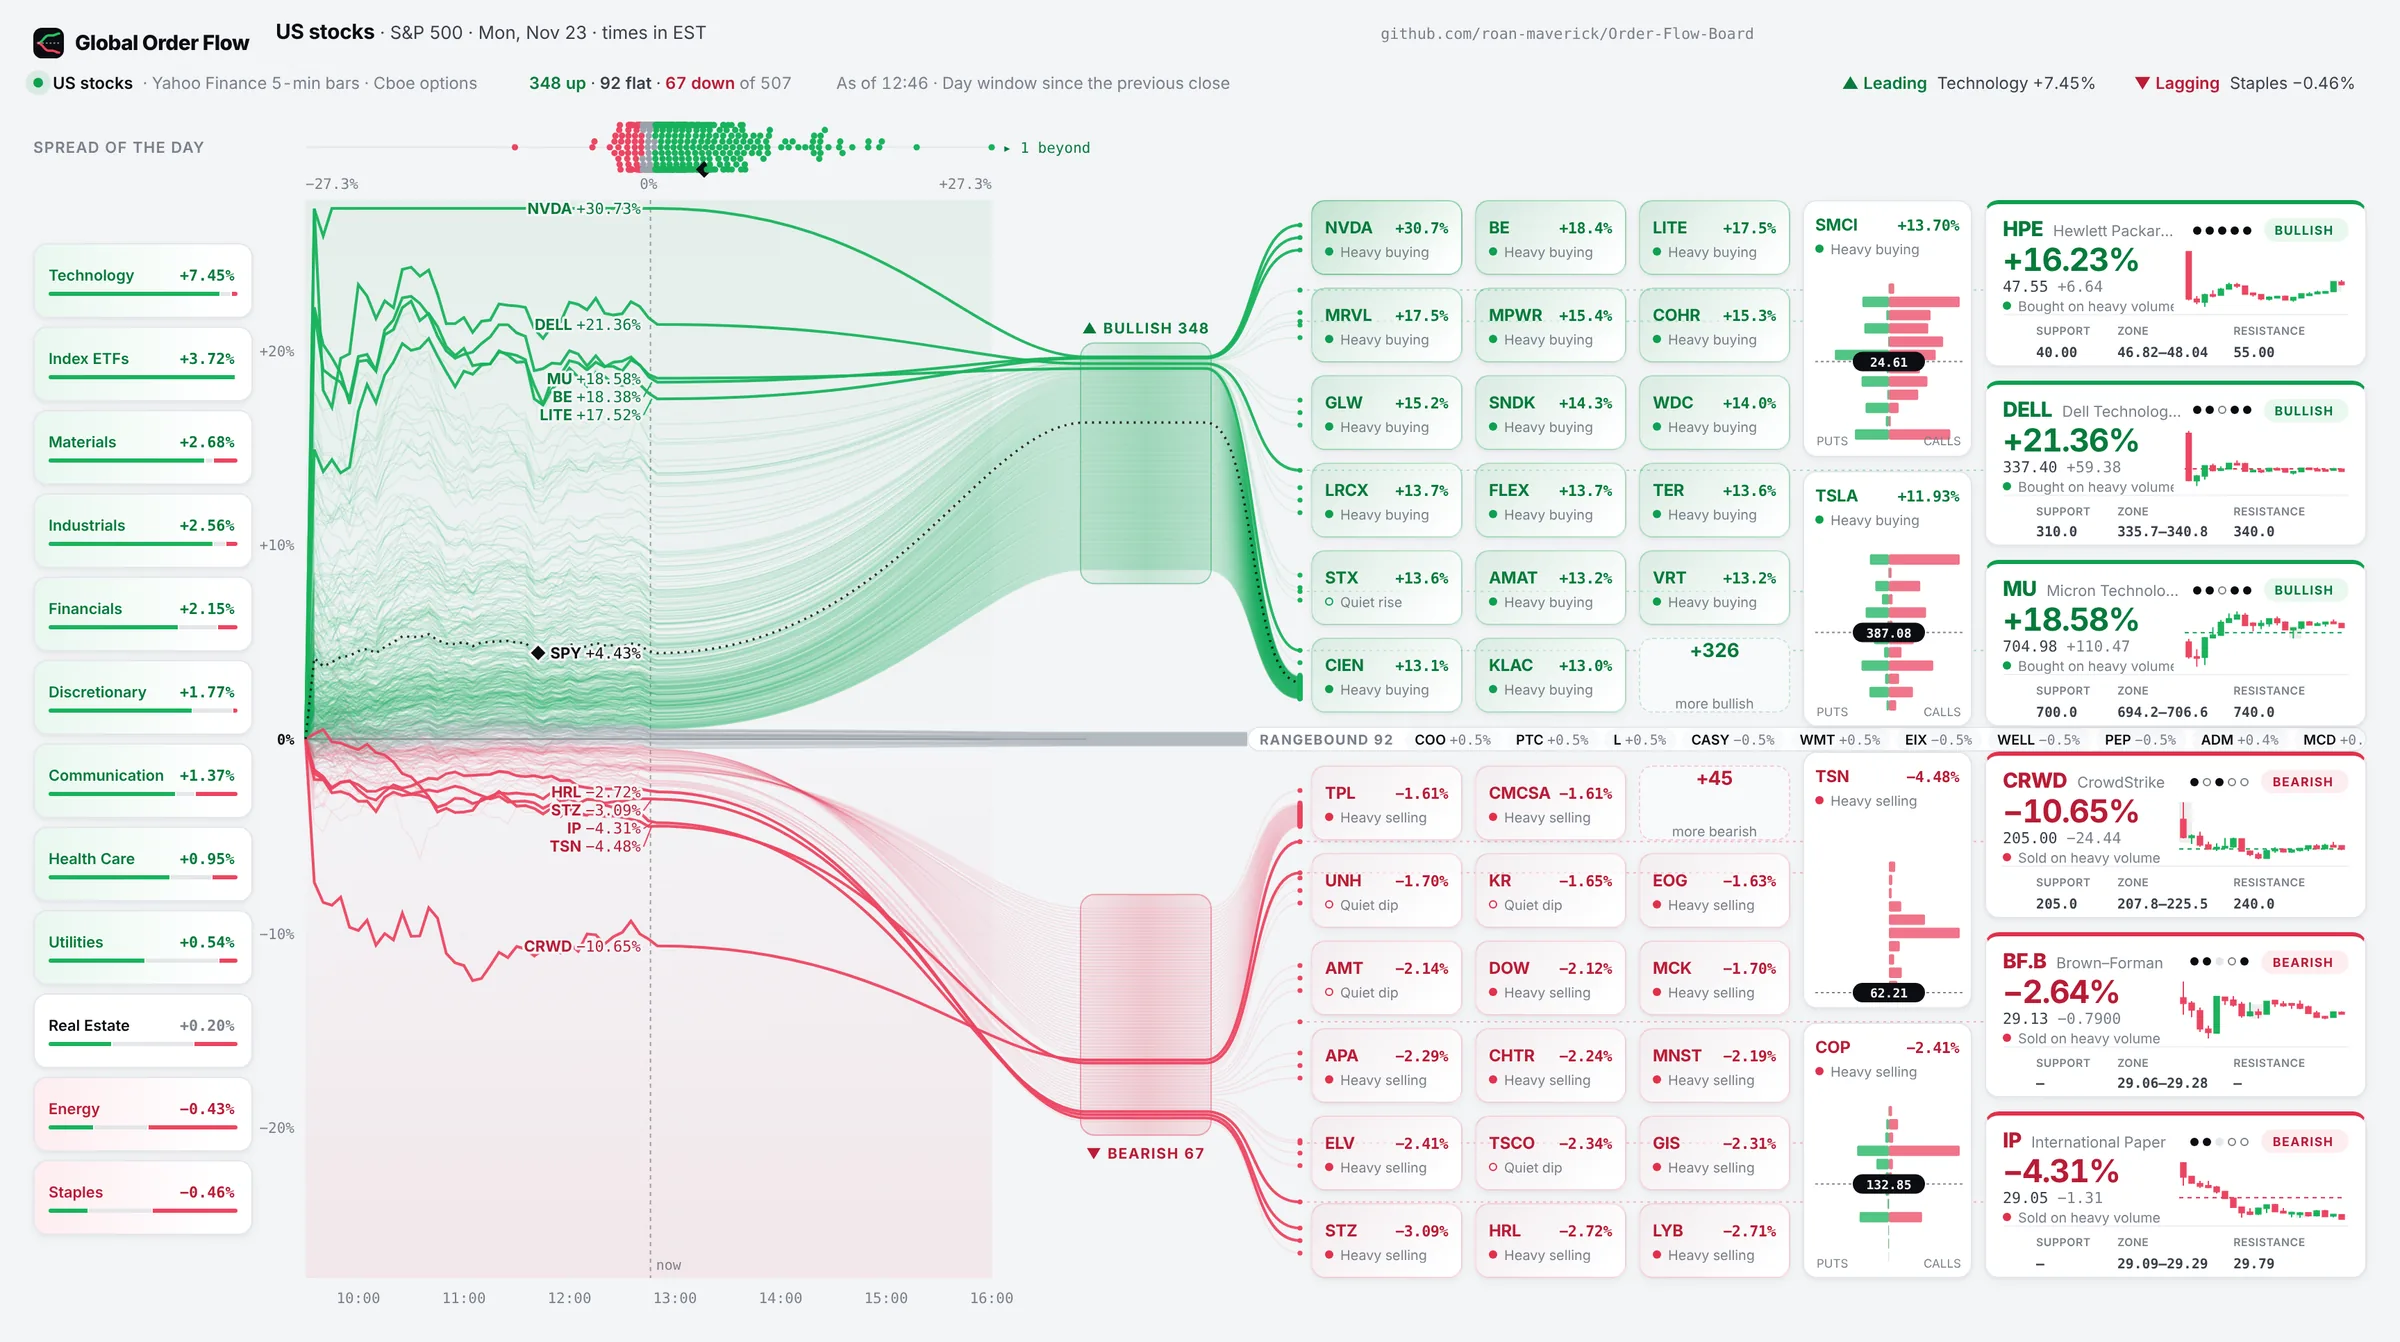 Global Order Flow
US stocks · S&P 500 · Mon, Nov 23 · times in EST
github.com/roan-maverick/Order-Flow-Board
US stocks · Yahoo Finance 5-min bars · Cboe options
348 up · 92 flat · 67 down of 507
As of 12:46 · Day window since the previous close
▲ Leading Technology +7.45%
▼ Lagging Staples −0.46%
SPREAD OF THE DAY
▸ 1 beyond
−27.3%
0%
+27.3%
Technology +7.45%
Index ETFs +3.72%
Materials +2.68%
Industrials +2.56%
Financials +2.15%
Discretionary +1.77%
Communication +1.37%
Health Care +0.95%
Utilities +0.54%
Real Estate +0.20%
Energy −0.43%
Staples −0.46%
+20%
+10%
0%
−10%
−20%
NVDA +30.73%
DELL +21.36%
MU +18.58%
BE +18.38%
LITE +17.52%
◆ SPY +4.43%
HRL −2.72%
STZ −3.09%
IP −4.31%
TSN −4.48%
CRWD −10.65%
now
10:00
11:00
12:00
13:00
14:00
15:00
16:00
▲ BULLISH 348
▼ BEARISH 67
NVDA +30.7%
Heavy buying
BE +18.4%
Heavy buying
LITE +17.5%
Heavy buying
MRVL +17.5%
Heavy buying
MPWR +15.4%
Heavy buying
COHR +15.3%
Heavy buying
GLW +15.2%
Heavy buying
SNDK +14.3%
Heavy buying
WDC +14.0%
Heavy buying
LRCX +13.7%
Heavy buying
FLEX +13.7%
Heavy buying
TER +13.6%
Heavy buying
STX +13.6%
Quiet rise
AMAT +13.2%
Heavy buying
VRT +13.2%
Heavy buying
CIEN +13.1%
Heavy buying
KLAC +13.0%
Heavy buying
+326
more bullish
SMCI +13.70%
Heavy buying
24.61
PUTS
CALLS
TSLA +11.93%
Heavy buying
387.08
PUTS
CALLS
HPE Hewlett Packar… BULLISH
+16.23%
47.55 +6.64
Bought on heavy volume
SUPPORT ZONE RESISTANCE
40.00 46.82–48.04 55.00
DELL Dell Technolog… BULLISH
+21.36%
337.40 +59.38
Bought on heavy volume
SUPPORT ZONE RESISTANCE
310.0 335.7–340.8 340.0
MU Micron Technolo… BULLISH
+18.58%
704.98 +110.47
Bought on heavy volume
SUPPORT ZONE RESISTANCE
700.0 694.2–706.6 740.0
RANGEBOUND 92 COO +0.5% PTC +0.5% L +0.5% CASY −0.5% WMT +0.5% EIX −0.5% WELL −0.5% PEP −0.5% ADM +0.4% MCD +0.
TPL −1.61%
Heavy selling
CMCSA −1.61%
Heavy selling
+45
more bearish
UNH −1.70%
Quiet dip
KR −1.65%
Quiet dip
EOG −1.63%
Heavy selling
AMT −2.14%
Quiet dip
DOW −2.12%
Heavy selling
MCK −1.70%
Heavy selling
APA −2.29%
Heavy selling
CHTR −2.24%
Heavy selling
MNST −2.19%
Heavy selling
ELV −2.41%
Heavy selling
TSCO −2.34%
Quiet dip
GIS −2.31%
Heavy selling
STZ −3.09%
Heavy selling
HRL −2.72%
Heavy selling
LYB −2.71%
Heavy selling
TSN −4.48%
Heavy selling
62.21
COP −2.41%
Heavy selling
132.85
PUTS
CALLS
CRWD CrowdStrike BEARISH
−10.65%
205.00 −24.44
Sold on heavy volume
SUPPORT ZONE RESISTANCE
205.0 207.8–225.5 240.0
BF.B Brown–Forman BEARISH
−2.64%
29.13 −0.7900
Sold on heavy volume
SUPPORT ZONE RESISTANCE
– 29.06–29.28 –
IP International Paper BEARISH
−4.31%
29.05 −1.31
Sold on heavy volume
SUPPORT ZONE RESISTANCE
– 29.09–29.29 29.79